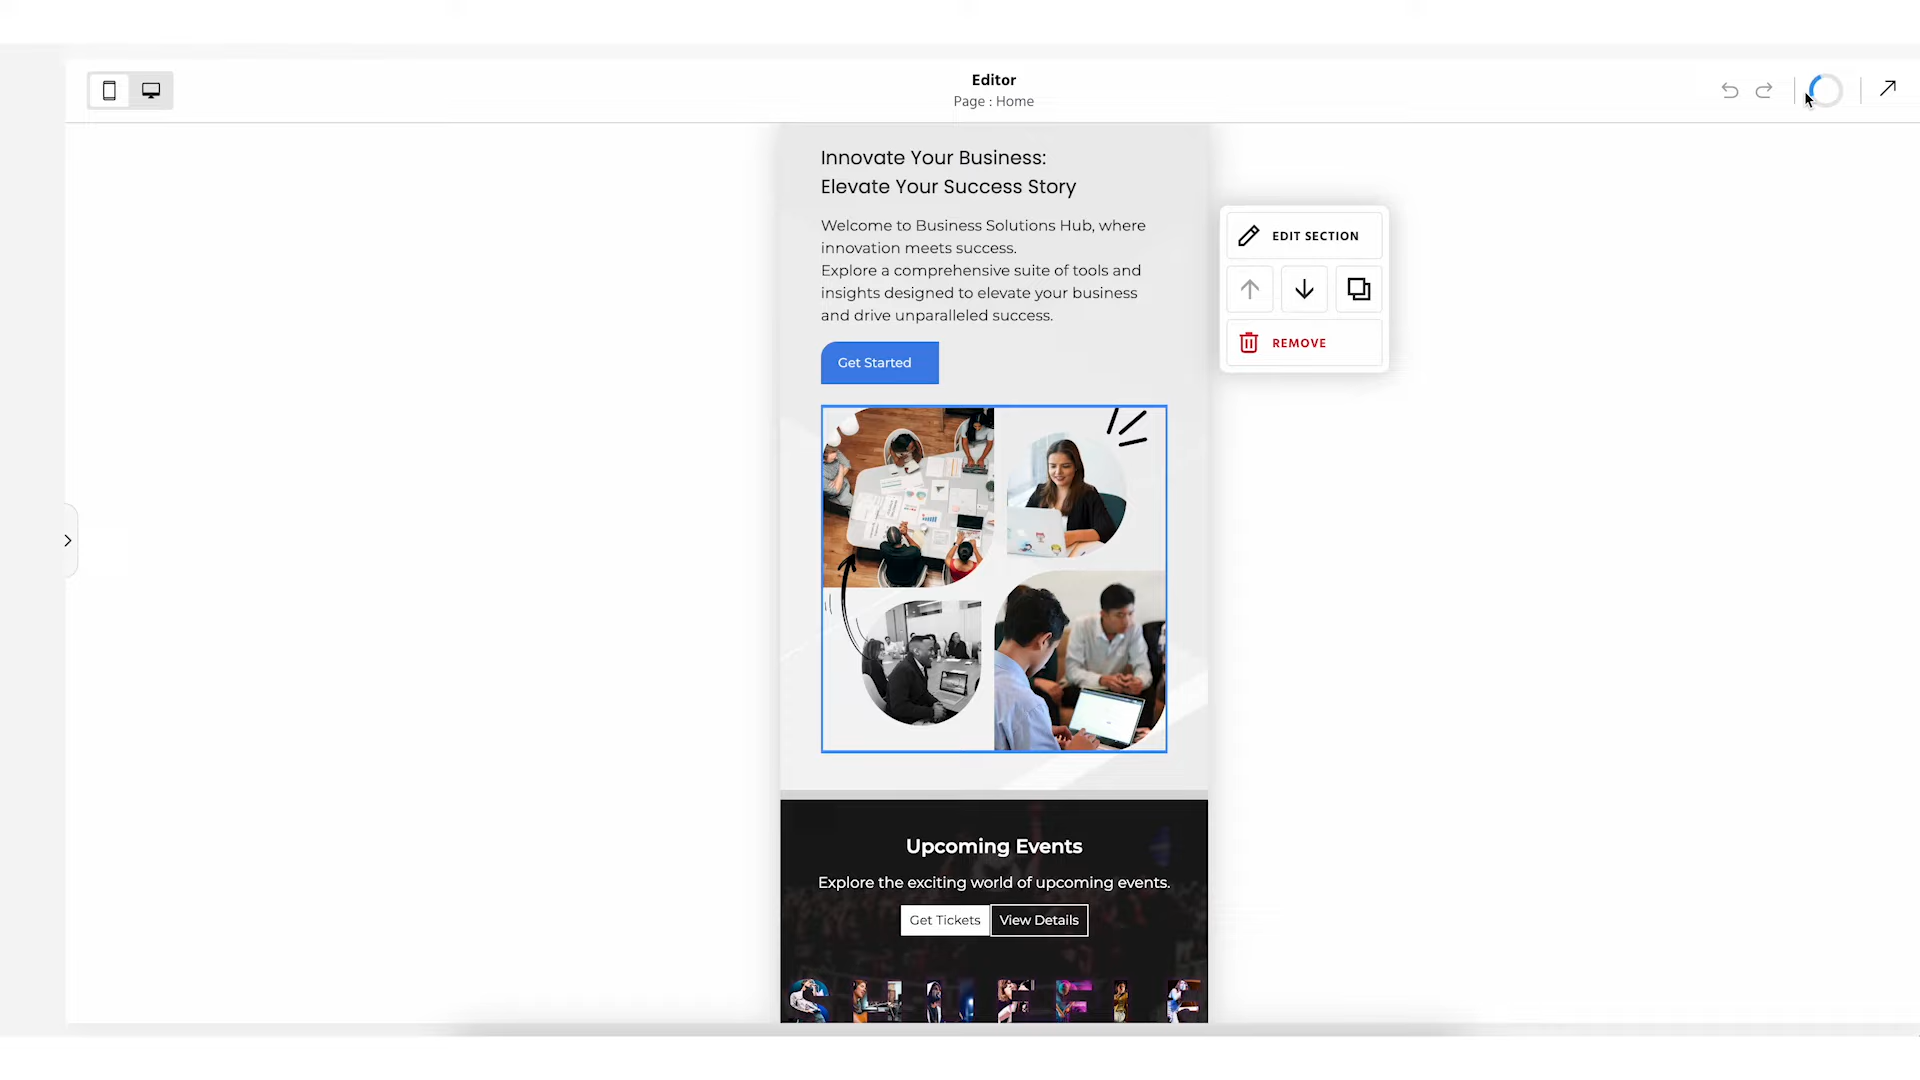 Editor
Page : Home
Innovate Your Business:
Elevate Your Success Story
Welcome to Business Solutions Hub, where
innovation meets success.
Explore a comprehensive suite of tools and
insights designed to elevate your business
and drive unparalleled success.
Get Started
EDIT SECTION
REMOVE
Upcoming Events
Explore the exciting world of upcoming events.
Get Tickets
View Details